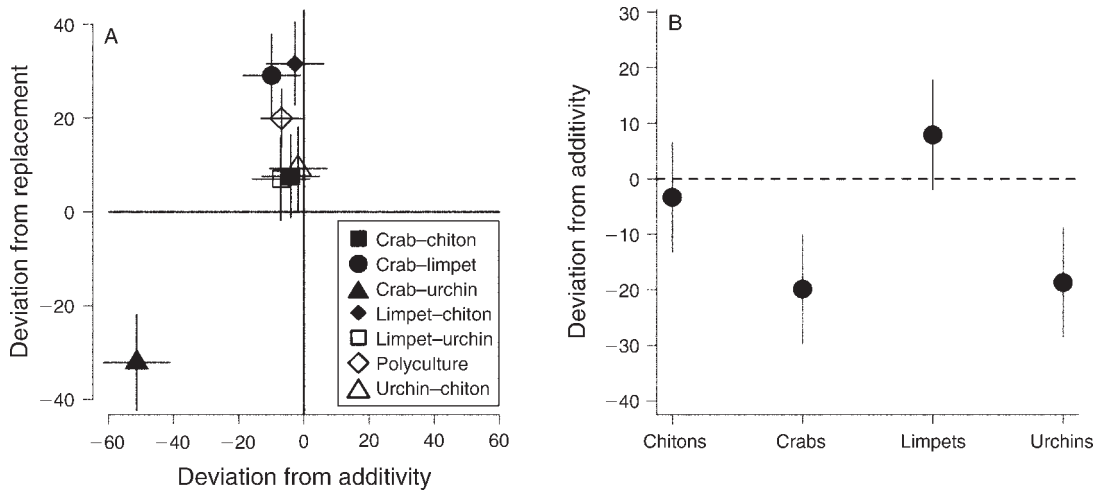 A
Deviation from replacement
40
20
0
−20
−40
Crab–chiton
Crab–limpet
Crab–urchin
Limpet–chiton
Limpet–urchin
Polyculture
Urchin–chiton
−60
−40
−20
0
20
40
60
Deviation from additivity
B
Deviation from additivity
30
20
10
0
−10
−20
−30
−40
Chitons
Crabs
Limpets
Urchins